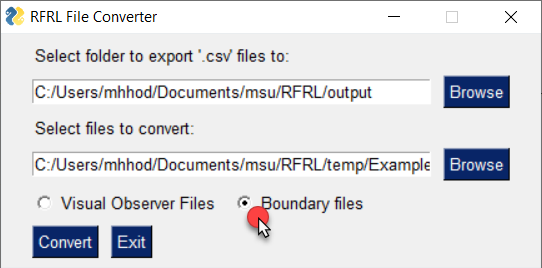 RFRL File Converter
Select folder to export '.csv' files to:
C:/Users/mhhod/Documents/msu/RFRL/output Browse
Select files to convert:
C:/Users/mhhod/Documents/msu/RFRL/temp/Example Browse
Visual Observer Files Boundary files
Convert Exit